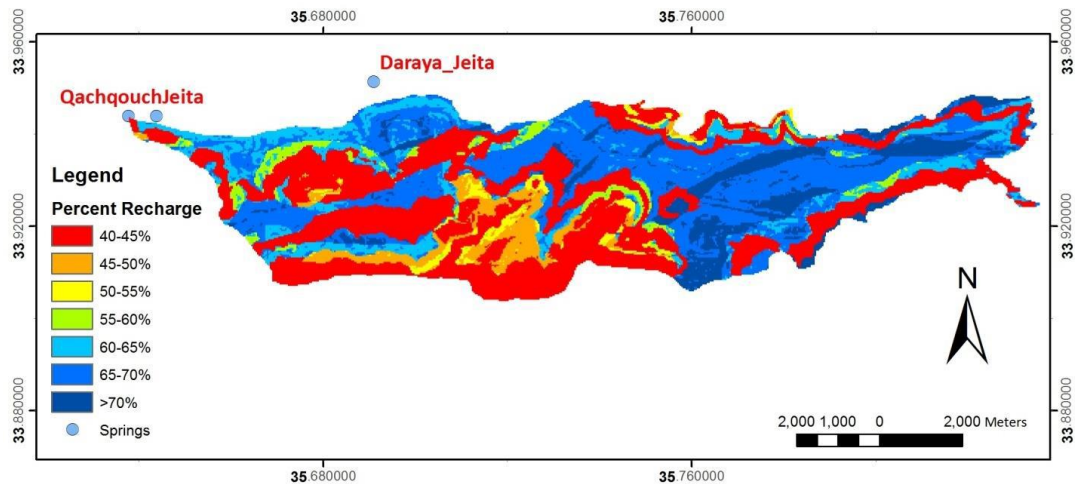 35.680000 35.760000
33.960000 33.960000
Daraya_Jeita
QachqouchJeita
Legend
Percent Recharge
40-45%
45-50%
50-55%
55-60%
60-65%
65-70%
>70%
Springs
33.920000 33.920000
N
33.880000 33.880000
2,000 1,000 0 2,000 Meters
35.680000 35.760000